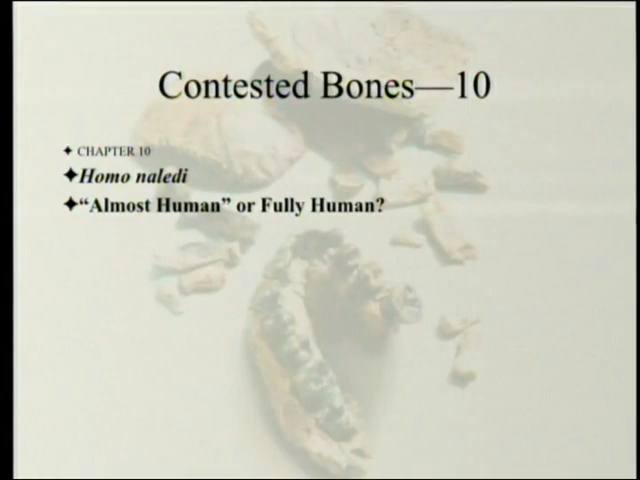 Contested Bones—10
✦ CHAPTER 10
✦Homo naledi
✦“Almost Human” or Fully Human?